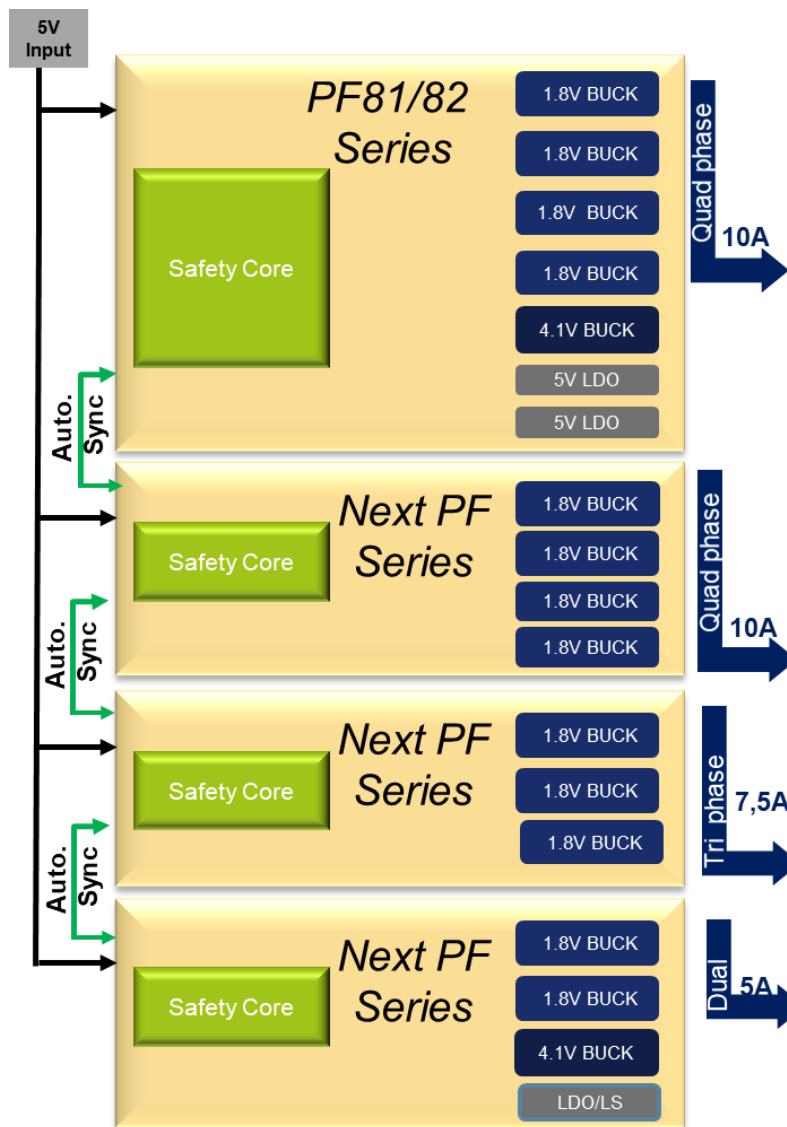 5V
Input
PF81/82
Series
Safety Core
1.8V BUCK
1.8V BUCK
1.8V BUCK
1.8V BUCK
4.1V BUCK
5V LDO
5V LDO
Quad phase
10A
Auto.
Sync
Next PF
Series
Safety Core
1.8V BUCK
1.8V BUCK
1.8V BUCK
1.8V BUCK
Quad phase
10A
Auto.
Sync
Next PF
Series
Safety Core
1.8V BUCK
1.8V BUCK
1.8V BUCK
Tri phase
7,5A
Auto.
Sync
Next PF
Series
Safety Core
1.8V BUCK
1.8V BUCK
4.1V BUCK
LDO/LS
Dual
5A